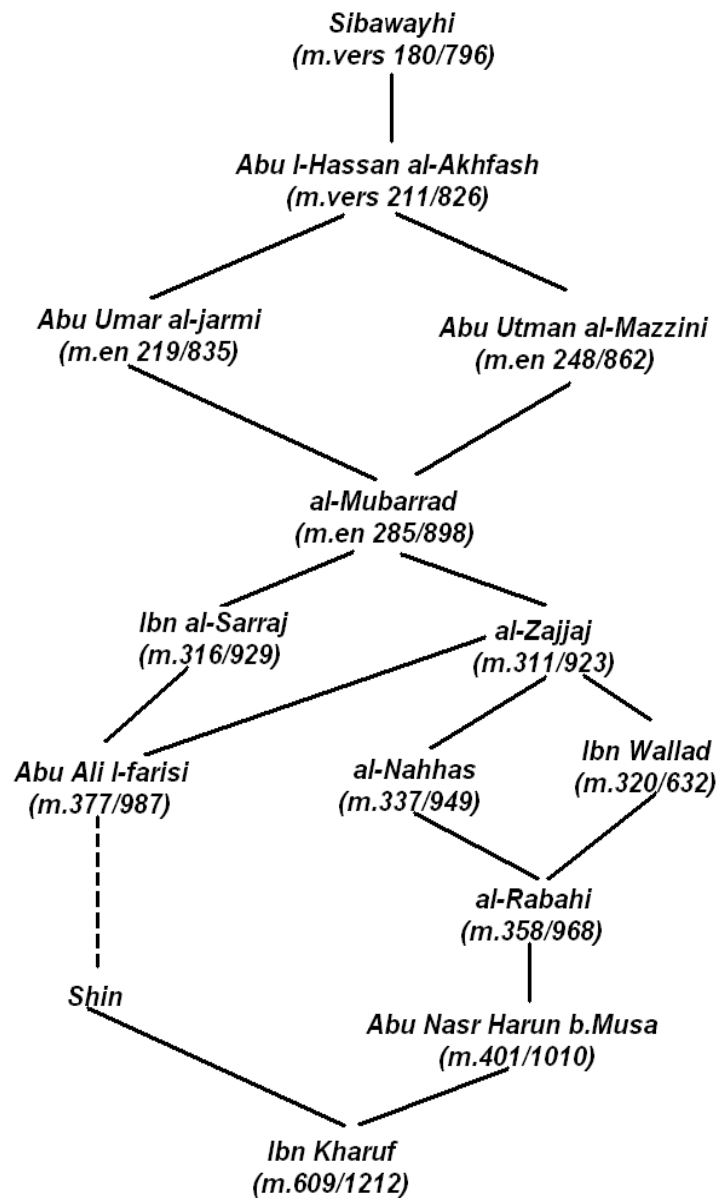 Sibawayhi
(m.vers 180/796)
Abu l-Hassan al-Akhfash
(m.vers 211/826)
Abu Umar al-jarmi
(m.en 219/835)
Abu Utman al-Mazzini
(m.en 248/862)
al-Mubarrad
(m.en 285/898)
Ibn al-Sarraj
(m.316/929)
al-Zajjaj
(m.311/923)
Abu Ali l-farisi
(m.377/987)
al-Nahhas
(m.337/949)
Ibn Wallad
(m.320/632)
al-Rabahi
(m.358/968)
Shin
Abu Nasr Harun b.Musa
(m.401/1010)
Ibn Kharuf
(m.609/1212)